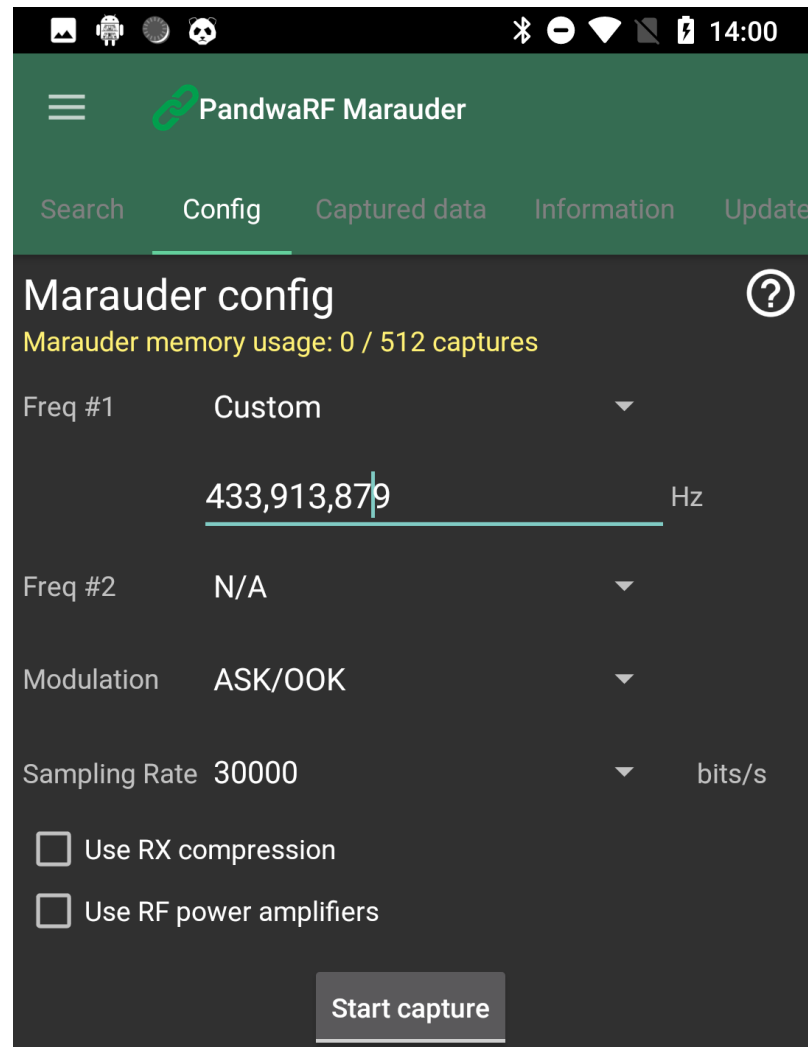 14:00
PandwaRF Marauder
Search Config Captured data Information Update
Marauder config
Marauder memory usage: 0 / 512 captures
Freq #1 Custom
433,913,879 Hz
Freq #2 N/A
Modulation ASK/OOK
Sampling Rate 30000 bits/s
Use RX compression
Use RF power amplifiers
Start capture